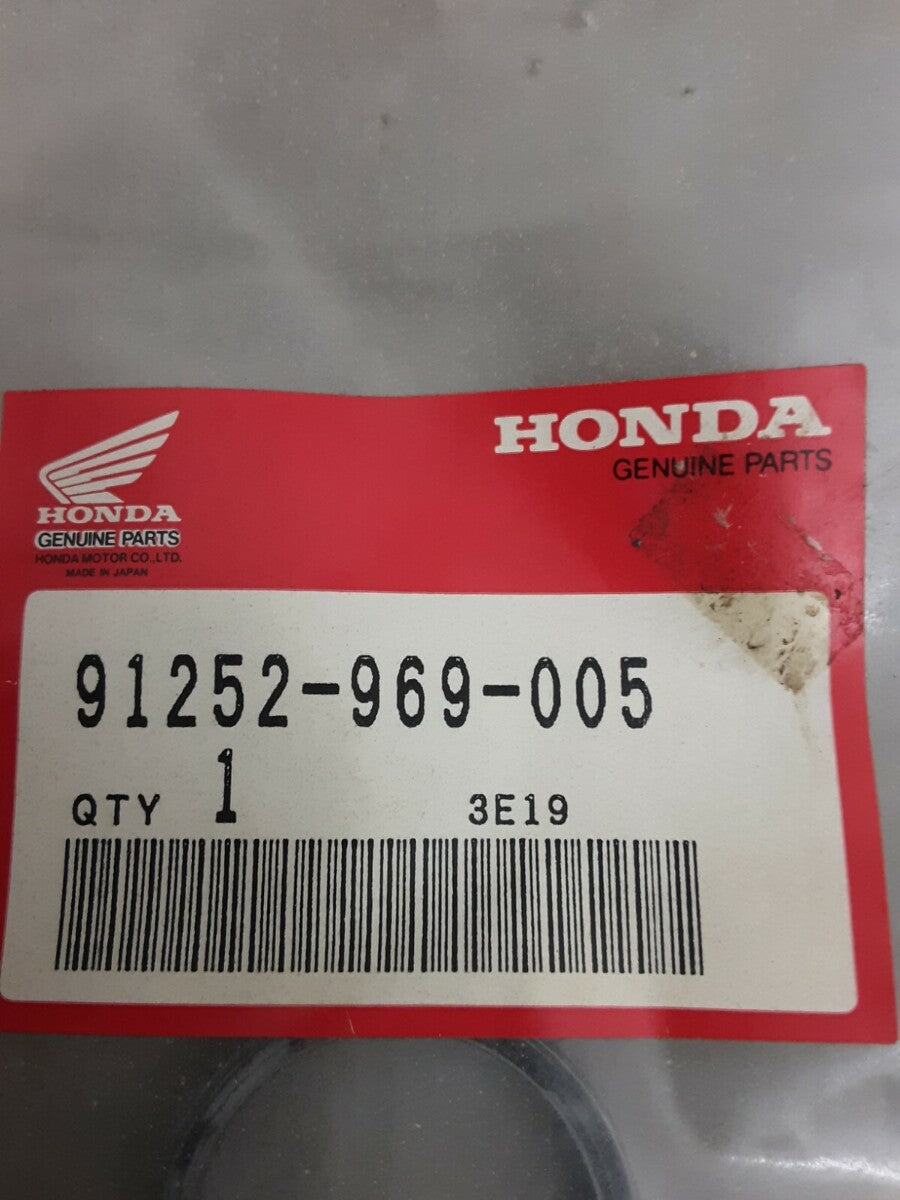 HONDA
GENUINE PARTS
HONDA
GENUINE PARTS
HONDA MOTOR CO.,LTD.
MADE IN JAPAN
91252-969-005
QTY 1 3E19